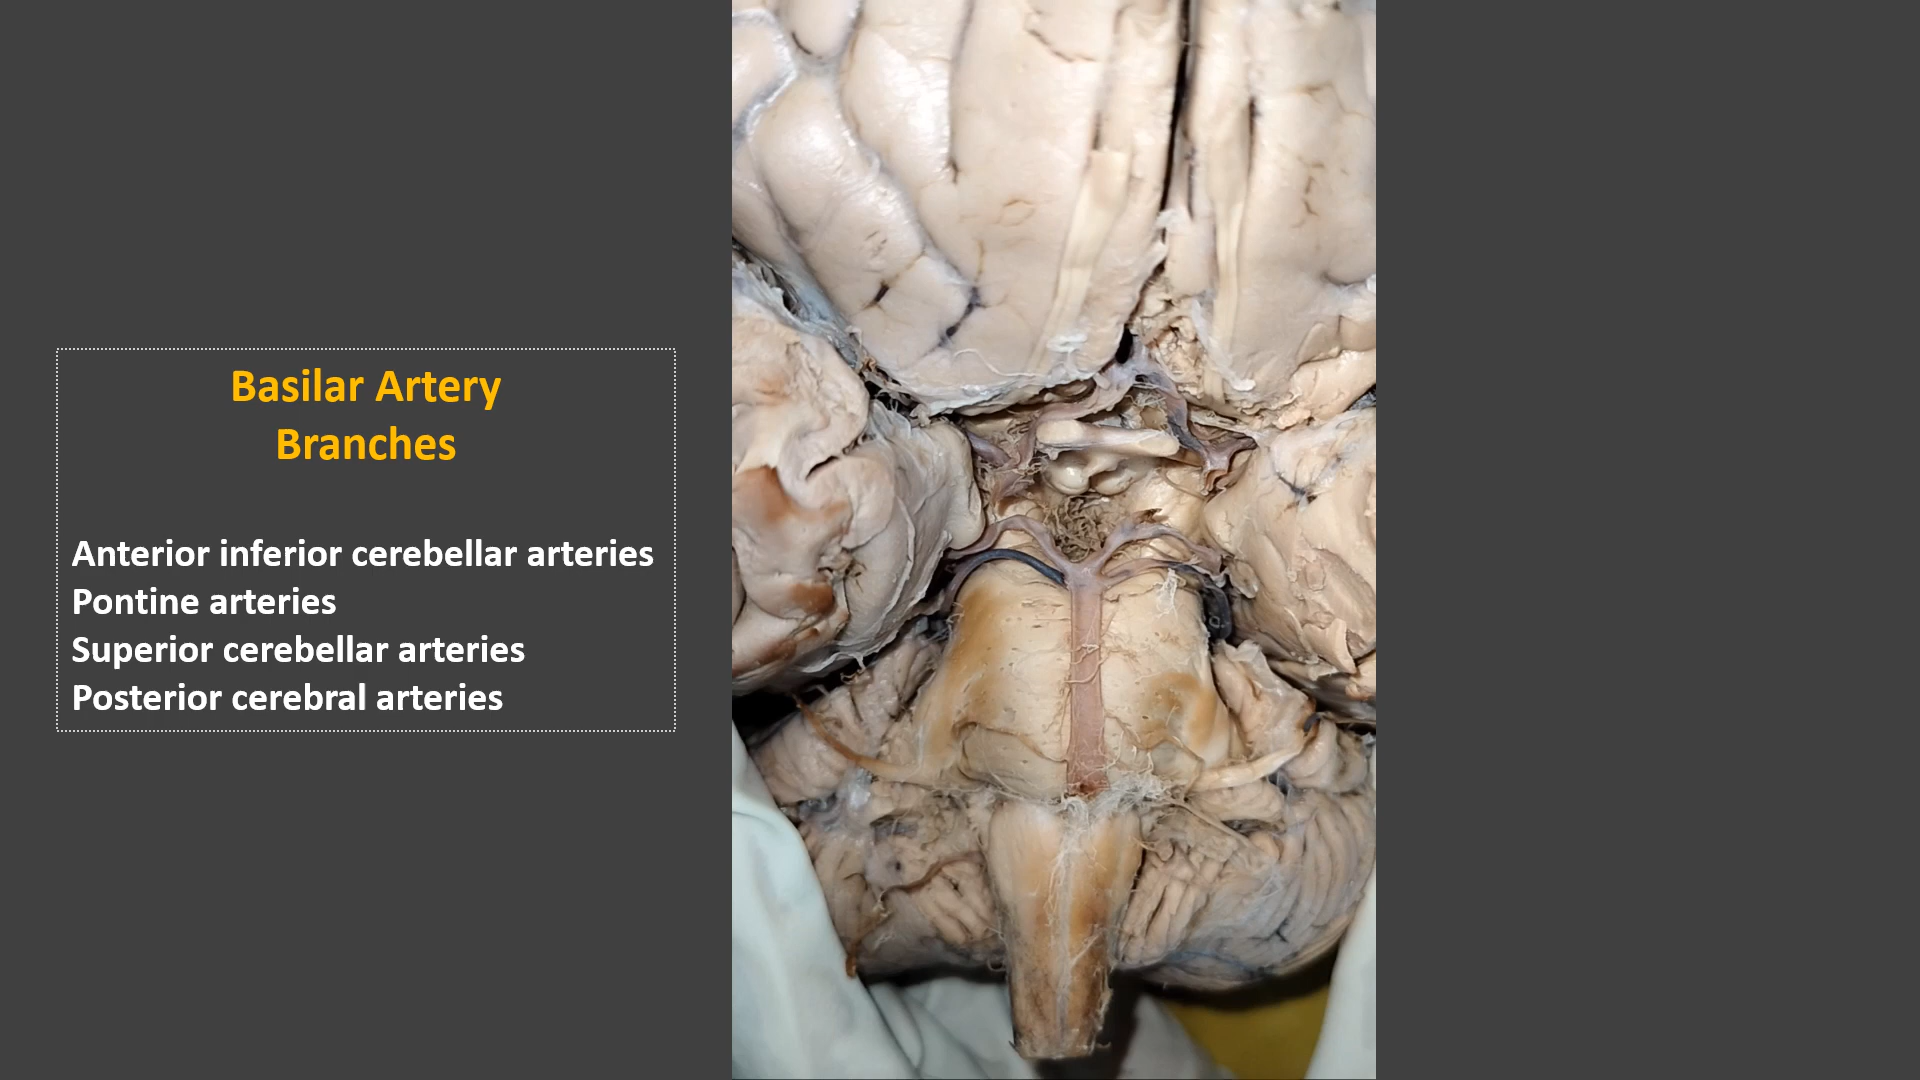 Basilar Artery
Branches
Anterior inferior cerebellar arteries
Pontine arteries
Superior cerebellar arteries
Posterior cerebral arteries